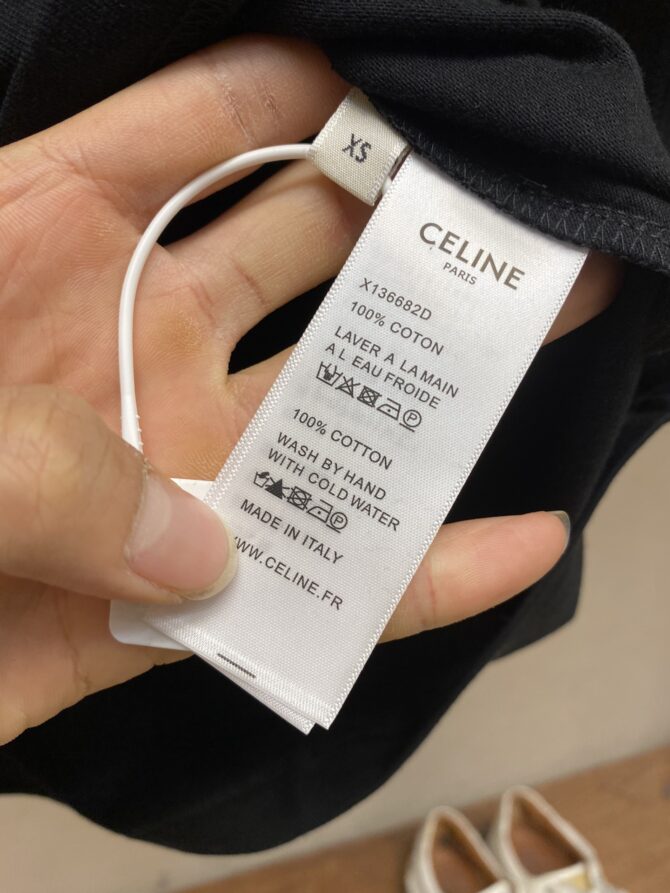 XS
CELINE
PARIS
X136682D
100% COTON
LAVER A LA MAIN
A L EAU FROIDE
100% COTTON
WASH BY HAND
WITH COLD WATER
MADE IN ITALY
WWW.CELINE.FR